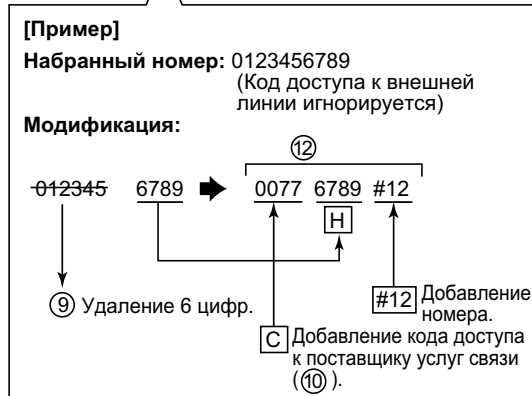 [Пример]
Набранный номер: 0123456789
(Код доступа к внешней
линии игнорируется)
Модификация:
⑫
012345 6789 0077 6789 #12
H
⑨ Удаление 6 цифр.
#12 Добавление
номера.
C Добавление кода доступа
к поставщику услуг связи
(⑩).